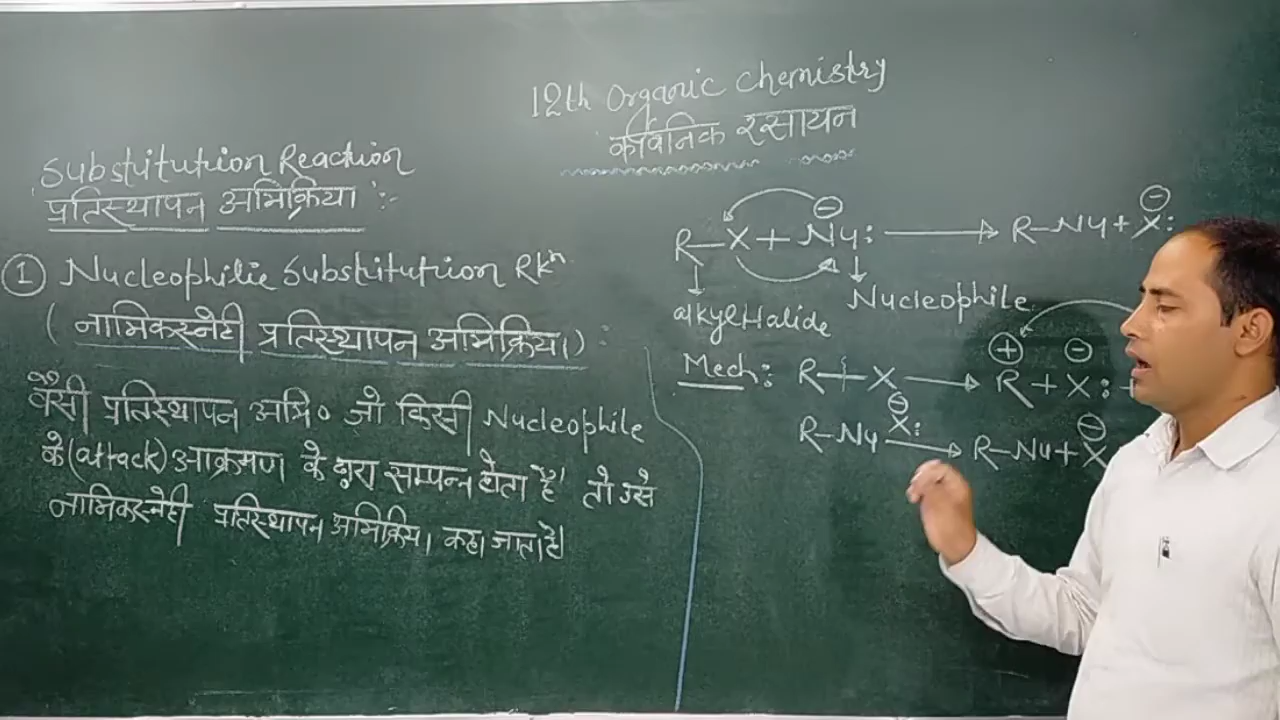 12th Organic Chemistry
कार्बनिक रसायन
Substitution Reaction
प्रतिस्थापन अभिक्रिया :-
① Nucleophilic Substitution Rkⁿ
( नाभिकस्नेही प्रतिस्थापन अभिक्रिया ) :
वैसी प्रतिस्थापन अभि० जो किसी Nucleophile
के (attack) आक्रमण के द्वारा सम्पन्न होता है तो उसे
नाभिकस्नेही प्रतिस्थापन अभिक्रिया कहा जाता है।
R-X + Nu:⊖ → R-Nu + X:⊖
alkyl Halide
Nucleophile
Mech: R-X → R⊕ + X:⊖ +
R-Nu X:⊖ → R-Nu + X⊖